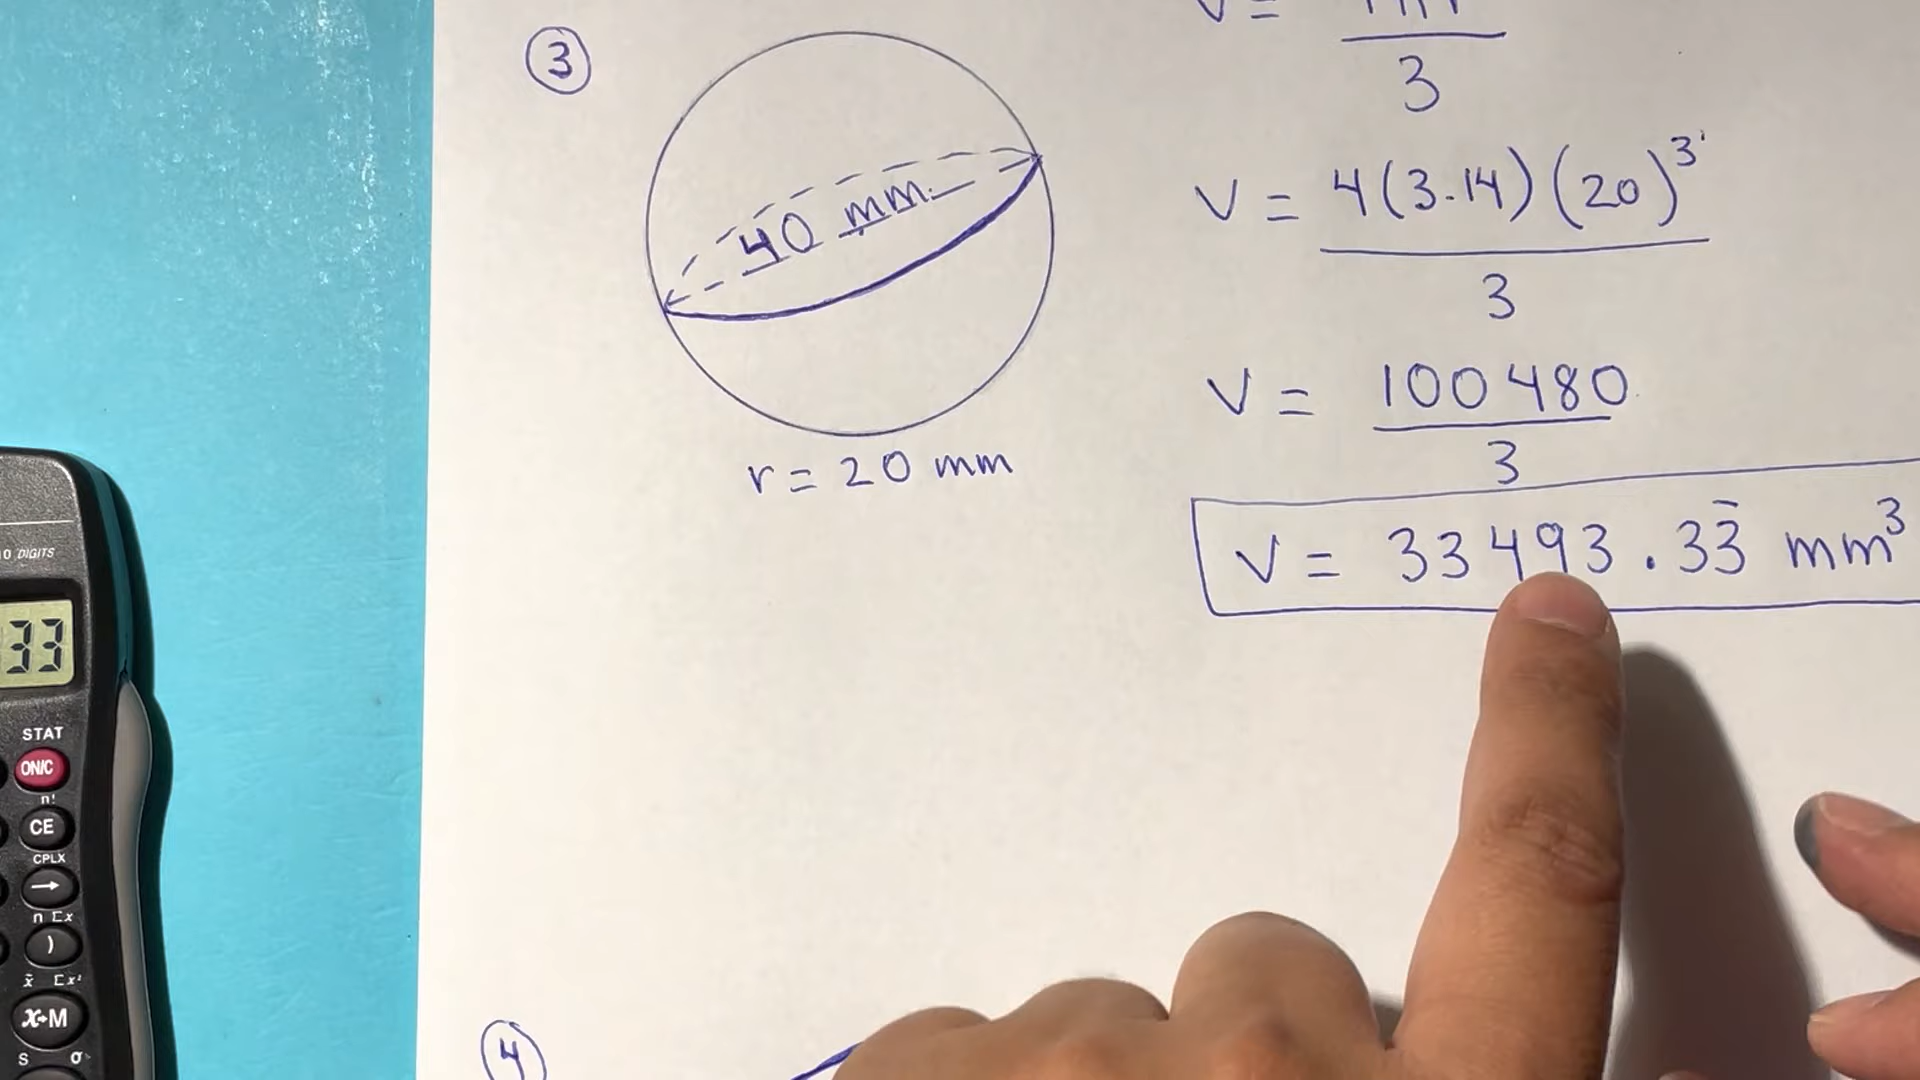 ③
40 mm
r = 20 mm
V =
3
V = 4(3.14)(20)³
3
V = 100480
3
V = 33493.33̅ mm³
④
10 DIGITS
33
STAT
ON/C
n!
CE
CPLX
→
n Σx
)
x̄ Σx²
X→M
S σ